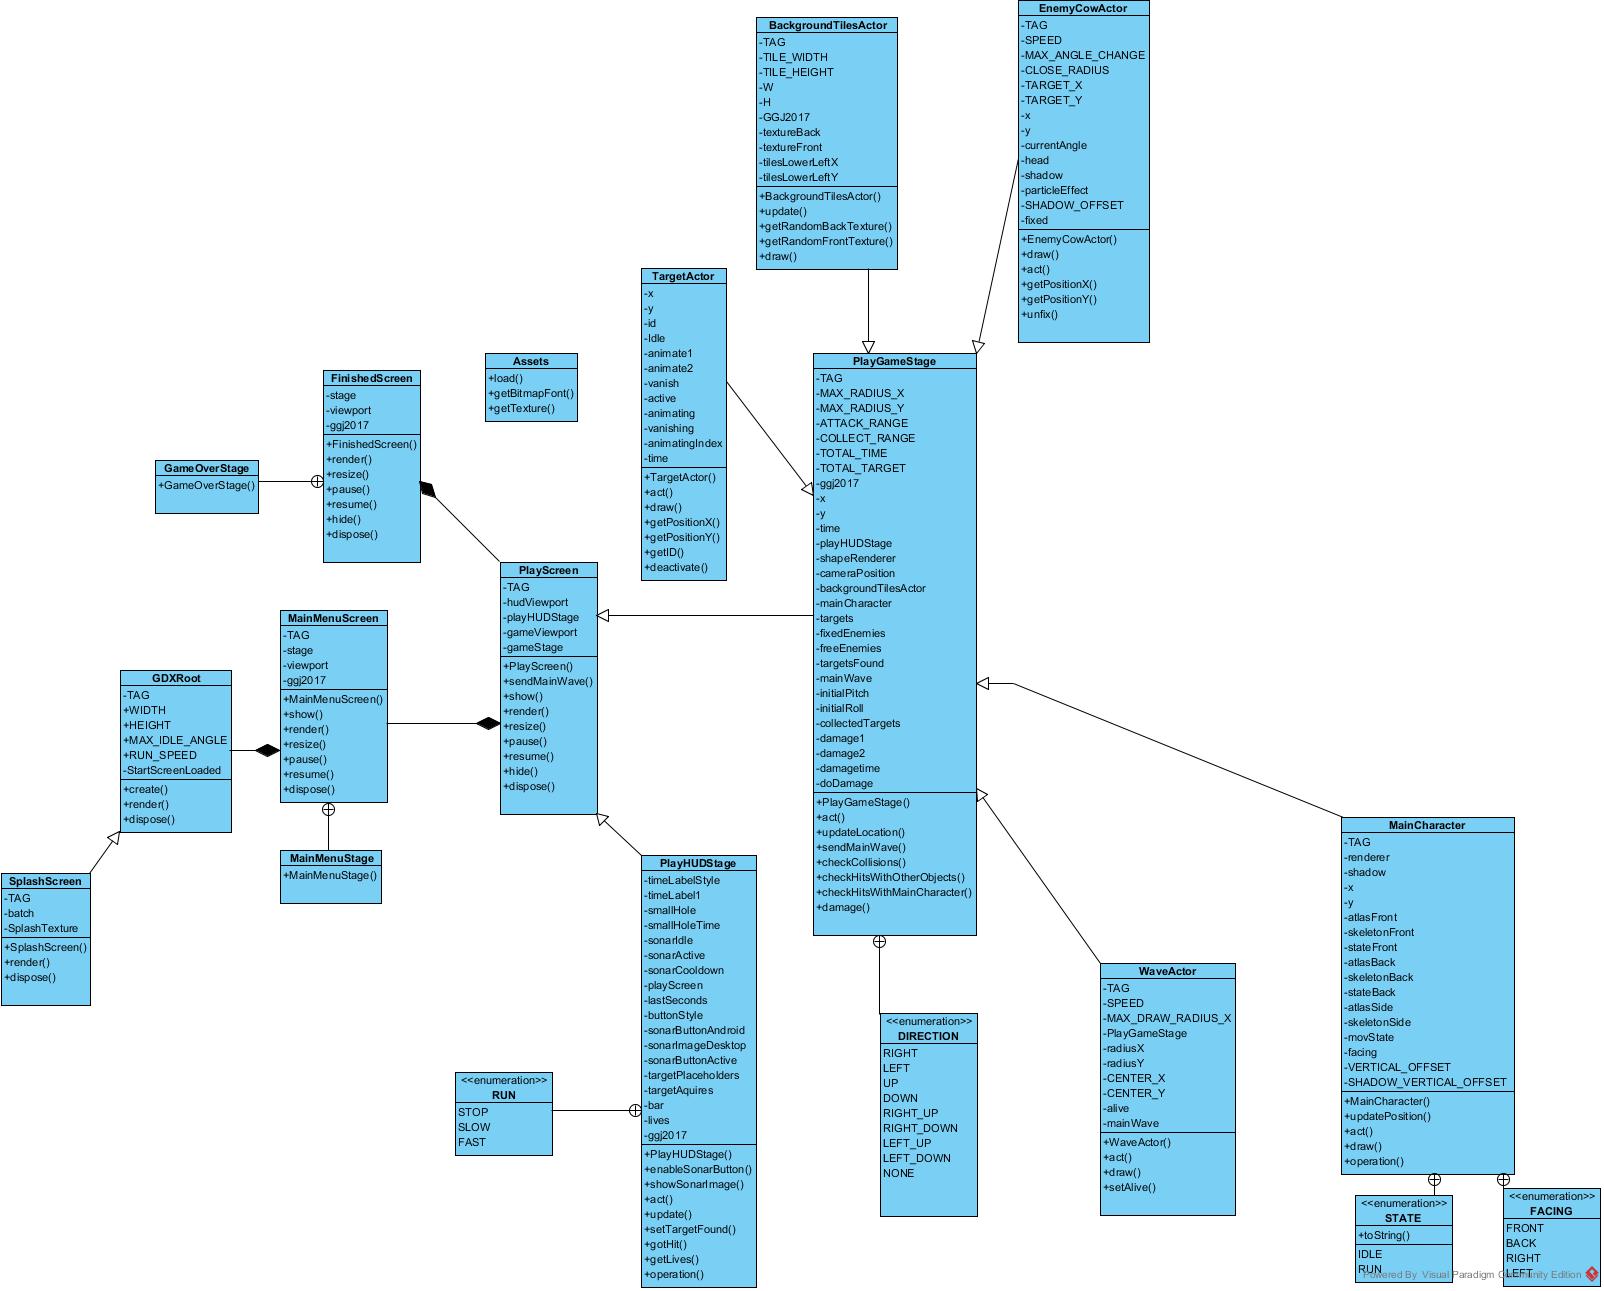 BackgroundTilesActor
-TAG
-TILE_WIDTH
-TILE_HEIGHT
-W
-H
-GGJ2017
-textureBack
-textureFront
-tilesLowerLeftX
-tilesLowerLeftY
+BackgroundTilesActor()
+update()
+getRandomBackTexture()
+getRandomFrontTexture()
+draw()
EnemyCowActor
-TAG
-SPEED
-MAX_ANGLE_CHANGE
-CLOSE_RADIUS
-TARGET_X
-TARGET_Y
-x
-y
-currentAngle
-head
-shadow
-particleEffect
-SHADOW_OFFSET
-fixed
+EnemyCowActor()
+draw()
+act()
+getPositionX()
+getPositionY()
+unfix()
TargetActor
-x
-y
-id
-Idle
-animate1
-animate2
-vanish
-active
-animating
-vanishing
-animatingIndex
-time
+TargetActor()
+act()
+draw()
+getPositionX()
+getPositionY()
+getID()
+deactivate()
Assets
+load()
+getBitmapFont()
+getTexture()
FinishedScreen
-stage
-viewport
-ggj2017
+FinishedScreen()
+render()
+resize()
+pause()
+resume()
+hide()
+dispose()
GameOverStage
+GameOverStage()
PlayGameStage
-TAG
-MAX_RADIUS_X
-MAX_RADIUS_Y
-ATTACK_RANGE
-COLLECT_RANGE
-TOTAL_TIME
-TOTAL_TARGET
-ggj2017
-x
-y
-time
-playHUDStage
-shapeRenderer
-cameraPosition
-backgroundTilesActor
-mainCharacter
-targets
-fixedEnemies
-freeEnemies
-targetsFound
-mainWave
-initialPitch
-initialRoll
-collectedTargets
-damage1
-damage2
-damagetime
-doDamage
+PlayGameStage()
+act()
+updateLocation()
+sendMainWave()
+checkCollisions()
+checkHitsWithOtherObjects()
+checkHitsWithMainCharacter()
+damage()
PlayScreen
-TAG
-hudViewport
-playHUDStage
-gameViewport
-gameStage
+PlayScreen()
+sendMainWave()
+show()
+render()
+resize()
+pause()
+resume()
+hide()
+dispose()
MainMenuScreen
-TAG
-stage
-viewport
-ggj2017
+MainMenuScreen()
+show()
+render()
+resize()
+pause()
+resume()
+dispose()
GDXRoot
-TAG
+WIDTH
+HEIGHT
+MAX_IDLE_ANGLE
+RUN_SPEED
-StartScreenLoaded
+create()
+render()
+dispose()
MainMenuStage
+MainMenuStage()
SplashScreen
-TAG
-batch
-SplashTexture
+SplashScreen()
+render()
+dispose()
PlayHUDStage
-timeLabelStyle
-timeLabel1
-smallHole
-smallHoleTime
-sonarIdle
-sonarActive
-sonarCooldown
-playScreen
-lastSeconds
-buttonStyle
-sonarButtonAndroid
-sonarImageDesktop
-sonarButtonActive
-targetPlaceholders
-targetAquires
-bar
-lives
-ggj2017
+PlayHUDStage()
+enableSonarButton()
+showSonarImage()
+act()
+update()
+setTargetFound()
+gotHit()
+getLives()
+operation()
<<enumeration>>
RUN
STOP
SLOW
FAST
<<enumeration>>
DIRECTION
RIGHT
LEFT
UP
DOWN
RIGHT_UP
RIGHT_DOWN
LEFT_UP
LEFT_DOWN
NONE
WaveActor
-TAG
-SPEED
-MAX_DRAW_RADIUS_X
-PlayGameStage
-radiusX
-radiusY
-CENTER_X
-CENTER_Y
-alive
-mainWave
+WaveActor()
+act()
+draw()
+setAlive()
MainCharacter
-TAG
-renderer
-shadow
-x
-y
-atlasFront
-skeletonFront
-stateFront
-atlasBack
-skeletonBack
-stateBack
-atlasSide
-skeletonSide
-movState
-facing
-VERTICAL_OFFSET
-SHADOW_VERTICAL_OFFSET
+MainCharacter()
+updatePosition()
+act()
+draw()
+operation()
<<enumeration>>
STATE
+toString()
IDLE
RUN
<<enumeration>>
FACING
FRONT
BACK
RIGHT
LEFT
Powered By Visual Paradigm Community Edition